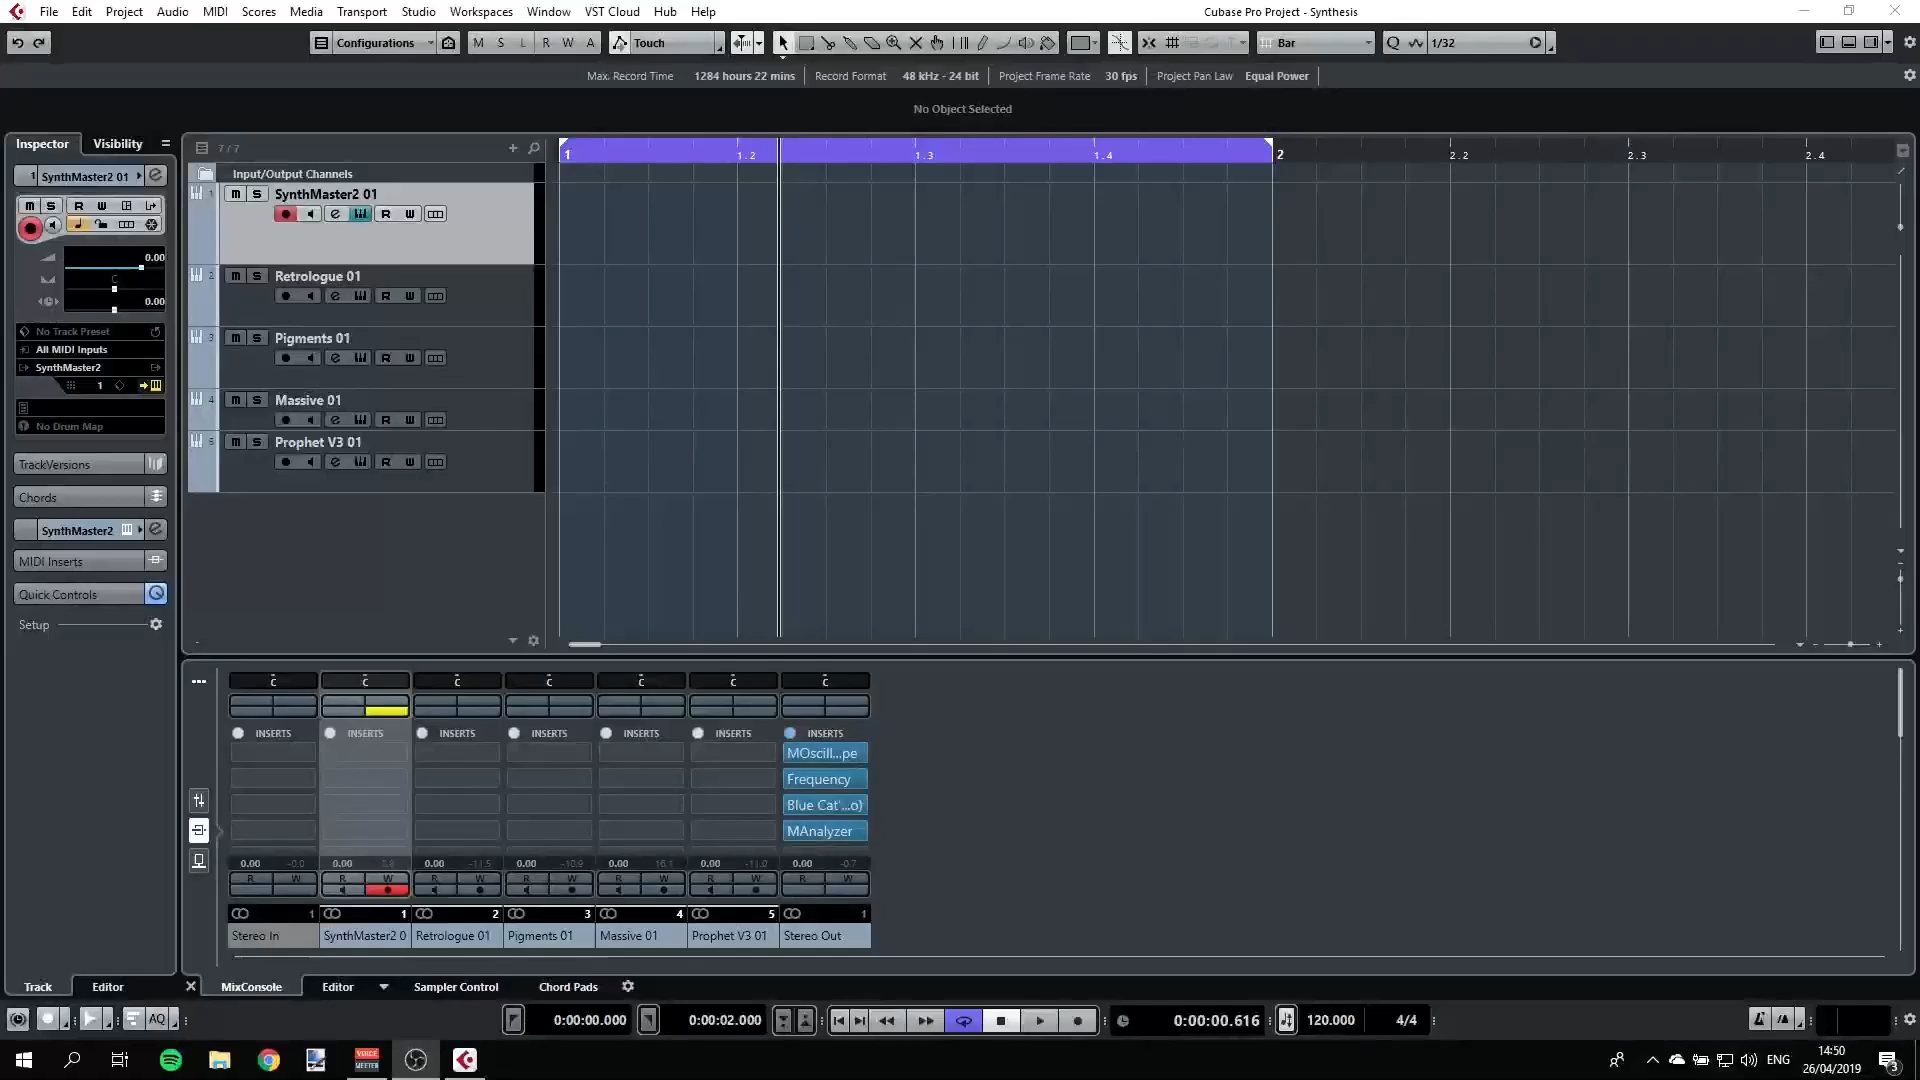 File Edit Project Audio MIDI Scores Media Transport Studio Workspaces Window VST Cloud Hub Help
Cubase Pro Project - Synthesis
Configurations M S L R W A Touch Bar Q 1/32
Max. Record Time 1284 hours 22 mins Record Format 48 kHz - 24 bit Project Frame Rate 30 fps Project Pan Law Equal Power
No Object Selected
Inspector Visibility
7 / 7
1 1.2 1.3 1.4 2 2.2 2.3 2.4
Input/Output Channels
1 SynthMaster2 01
m S R W
0.00
C
0.00
No Track Preset
All MIDI Inputs
SynthMaster2
1
No Drum Map
TrackVersions
Chords
SynthMaster2
MIDI Inserts
Quick Controls
Setup
1 m S SynthMaster2 01
e R W
2 m S Retrologue 01
e R W
3 m S Pigments 01
e R W
4 m S Massive 01
e R W
5 m S Prophet V3 01
e R W
C C C C C C C
INSERTS INSERTS INSERTS INSERTS INSERTS INSERTS INSERTS
MOscill...pe
Frequency
Blue Cat'...o)
MAnalyzer
0.00 -0.0 0.00 0.00 -11.5 0.00 -10.9 0.00 16.1 0.00 -11.0 0.00 -0.7
R W R W R W R W R W R W R W
1 1 2 3 4 5 1
Stereo In SynthMaster2 0 Retrologue 01 Pigments 01 Massive 01 Prophet V3 01 Stereo Out
Track Editor MixConsole Editor Sampler Control Chord Pads
AQ 0:00:00.000 0:00:02.000 0:00:00.616 120.000 4/4
VOICE
MEETER
ENG
14:50
26/04/2019
3